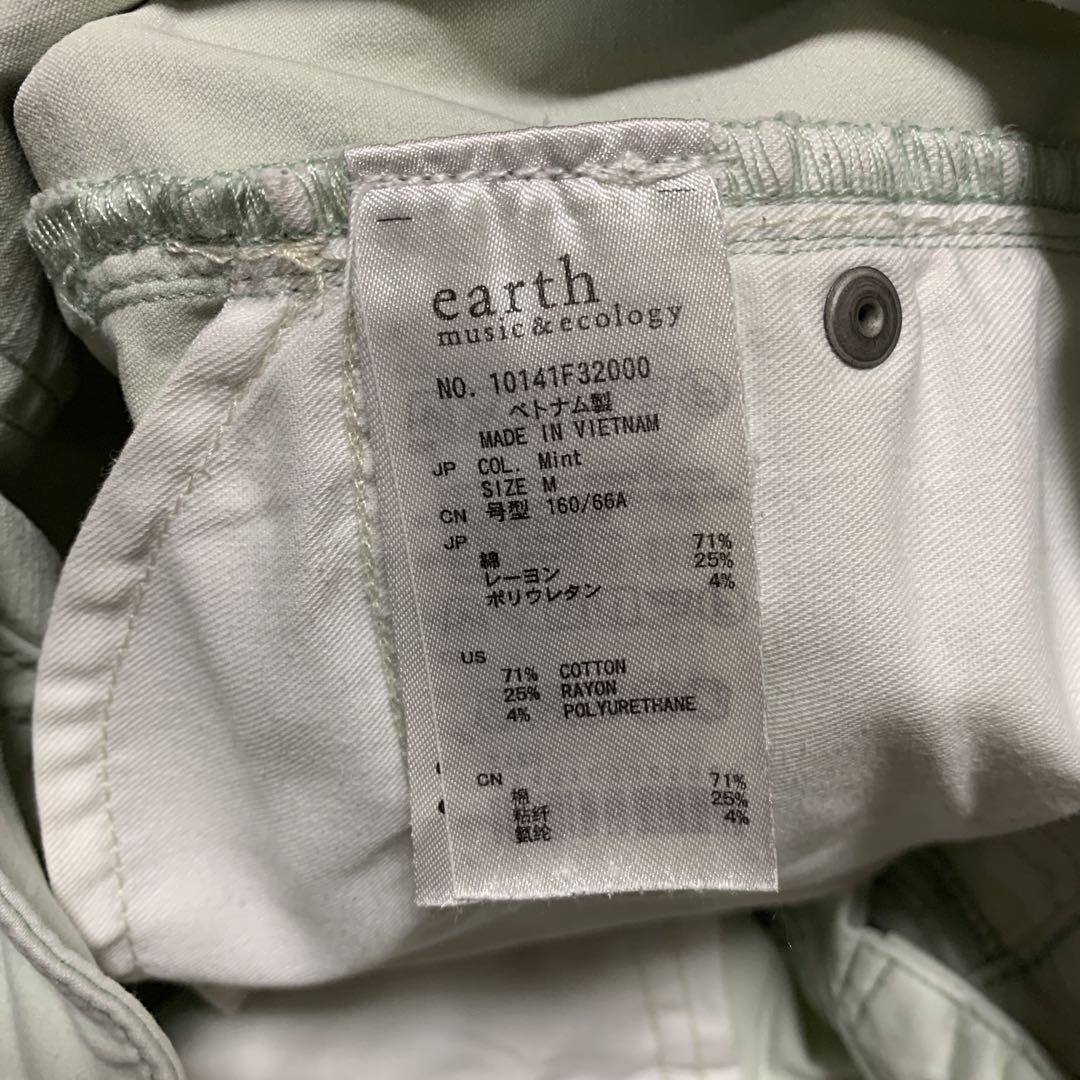 earth
music&ecology
NO. 10141F32000
ベトナム製
MADE IN VIETNAM
JP COL. Mint
SIZE M
CN 号型 160/66A
JP
綿 71%
レーヨン 25%
ポリウレタン 4%
US
71% COTTON
25% RAYON
4% POLYURETHANE
CN
棉 71%
粘纤 25%
氨纶 4%